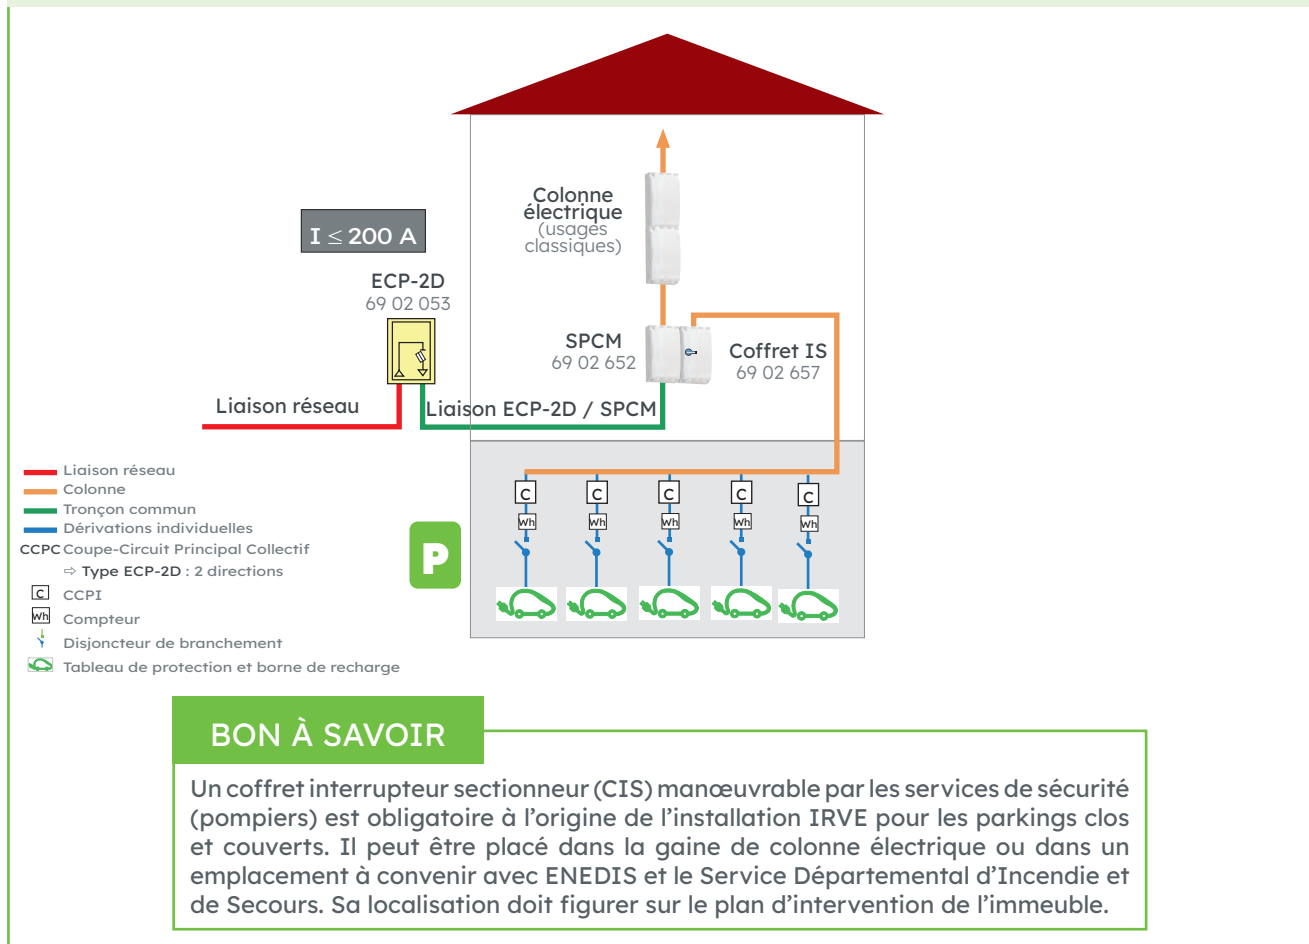 Colonne
électrique
(usages
classiques)
I ≤ 200 A
ECP-2D
69 02 053
SPCM
69 02 652
Coffret IS
69 02 657
Liaison réseau
Liaison ECP-2D / SPCM
Liaison réseau
Colonne
Tronçon commun
Dérivations individuelles
CCPC Coupe-Circuit Principal Collectif
⇨ Type ECP-2D : 2 directions
C CCPI
Wh Compteur
Disjoncteur de branchement
Tableau de protection et borne de recharge
P
C C C C C
Wh Wh Wh Wh Wh
BON À SAVOIR
Un coffret interrupteur sectionneur (CIS) manœuvrable par les services de sécurité
(pompiers) est obligatoire à l’origine de l’installation IRVE pour les parkings clos
et couverts. Il peut être placé dans la gaine de colonne électrique ou dans un
emplacement à convenir avec ENEDIS et le Service Départemental d’Incendie et
de Secours. Sa localisation doit figurer sur le plan d’intervention de l’immeuble.